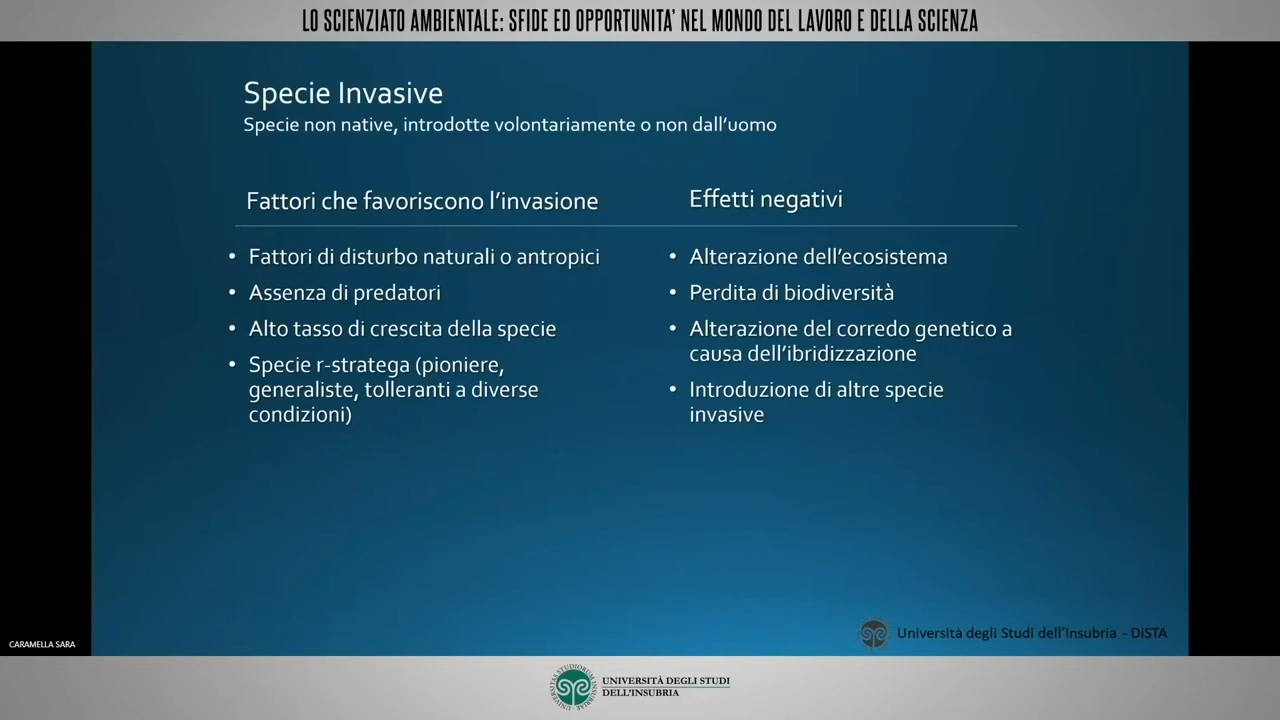 LO SCIENZIATO AMBIENTALE: SFIDE ED OPPORTUNITA' NEL MONDO DEL LAVORO E DELLA SCIENZA
Specie Invasive
Specie non native, introdotte volontariamente o non dall'uomo
Fattori che favoriscono l'invasione
• Fattori di disturbo naturali o antropici
• Assenza di predatori
• Alto tasso di crescita della specie
• Specie r-stratega (pioniere,
generaliste, tolleranti a diverse
condizioni)
Effetti negativi
• Alterazione dell'ecosistema
• Perdita di biodiversità
• Alterazione del corredo genetico a
causa dell'ibridizzazione
• Introduzione di altre specie
invasive
Università degli Studi dell'Insubria - DiSTA
CARAMELLA SARA
UNIVERSITÀ DEGLI STUDI
DELL'INSUBRIA